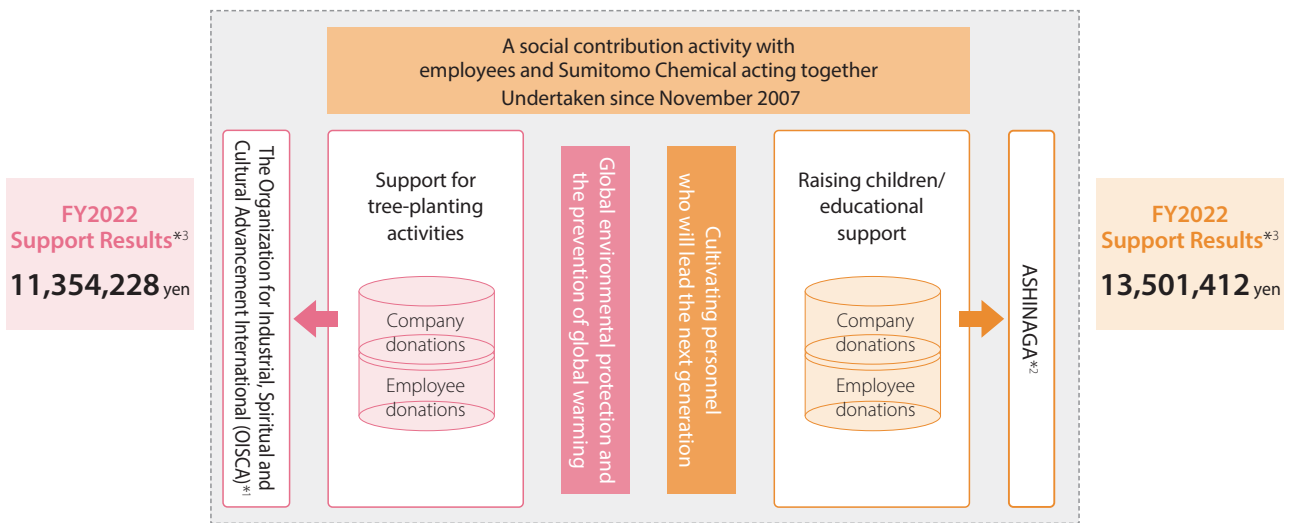 A social contribution activity with
employees and Sumitomo Chemical acting together
Undertaken since November 2007
FY2022
Support Results*3
11,354,228 yen
The Organization for Industrial, Spiritual and
Cultural Advancement International (OISCA)*1
Support for
tree-planting
activities
Company
donations
Employee
donations
Global environmental protection and
the prevention of global warming
Cultivating personnel
who will lead the next generation
Raising children/
educational
support
Company
donations
Employee
donations
ASHINAGA*2
FY2022
Support Results*3
13,501,412 yen